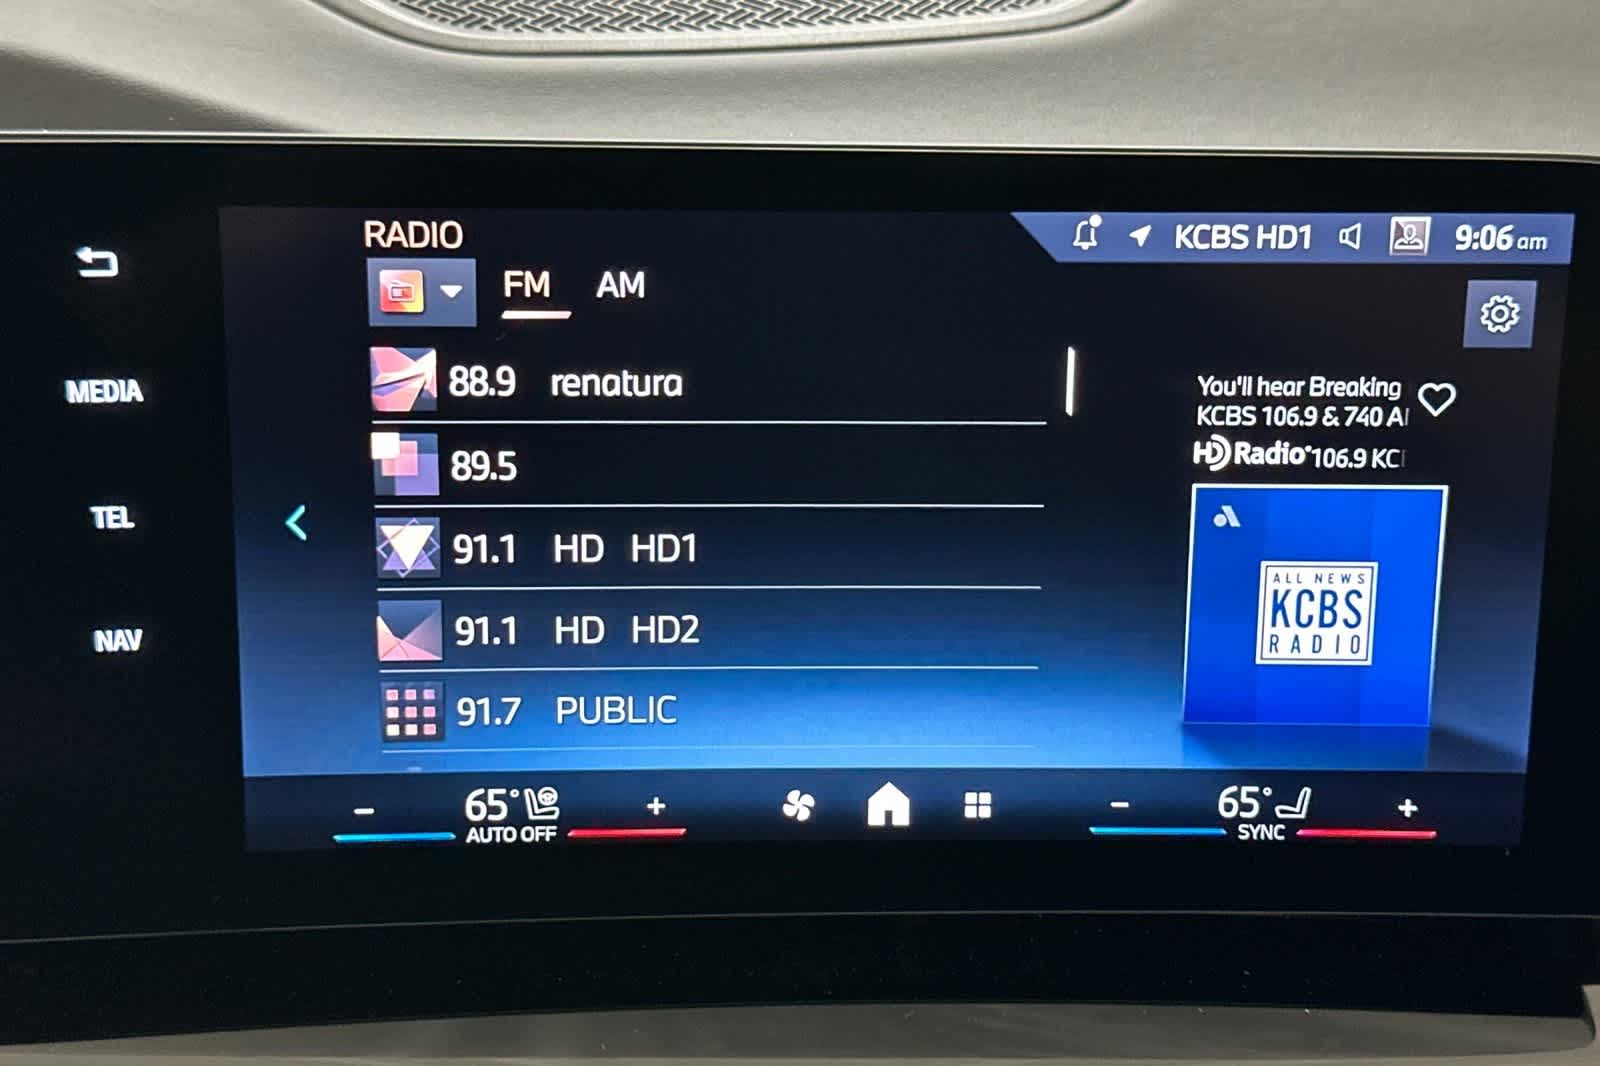 RADIO
KCBS HD1 9:06 am
FM AM
MEDIA
TEL
NAV
88.9 renatura
89.5
91.1 HD HD1
91.1 HD HD2
91.7 PUBLIC
You'll hear Breaking
KCBS 106.9 & 740 A
HD Radio 106.9 KC
ALL NEWS
KCBS
RADIO
− 65° +
AUTO OFF
− 65° +
SYNC